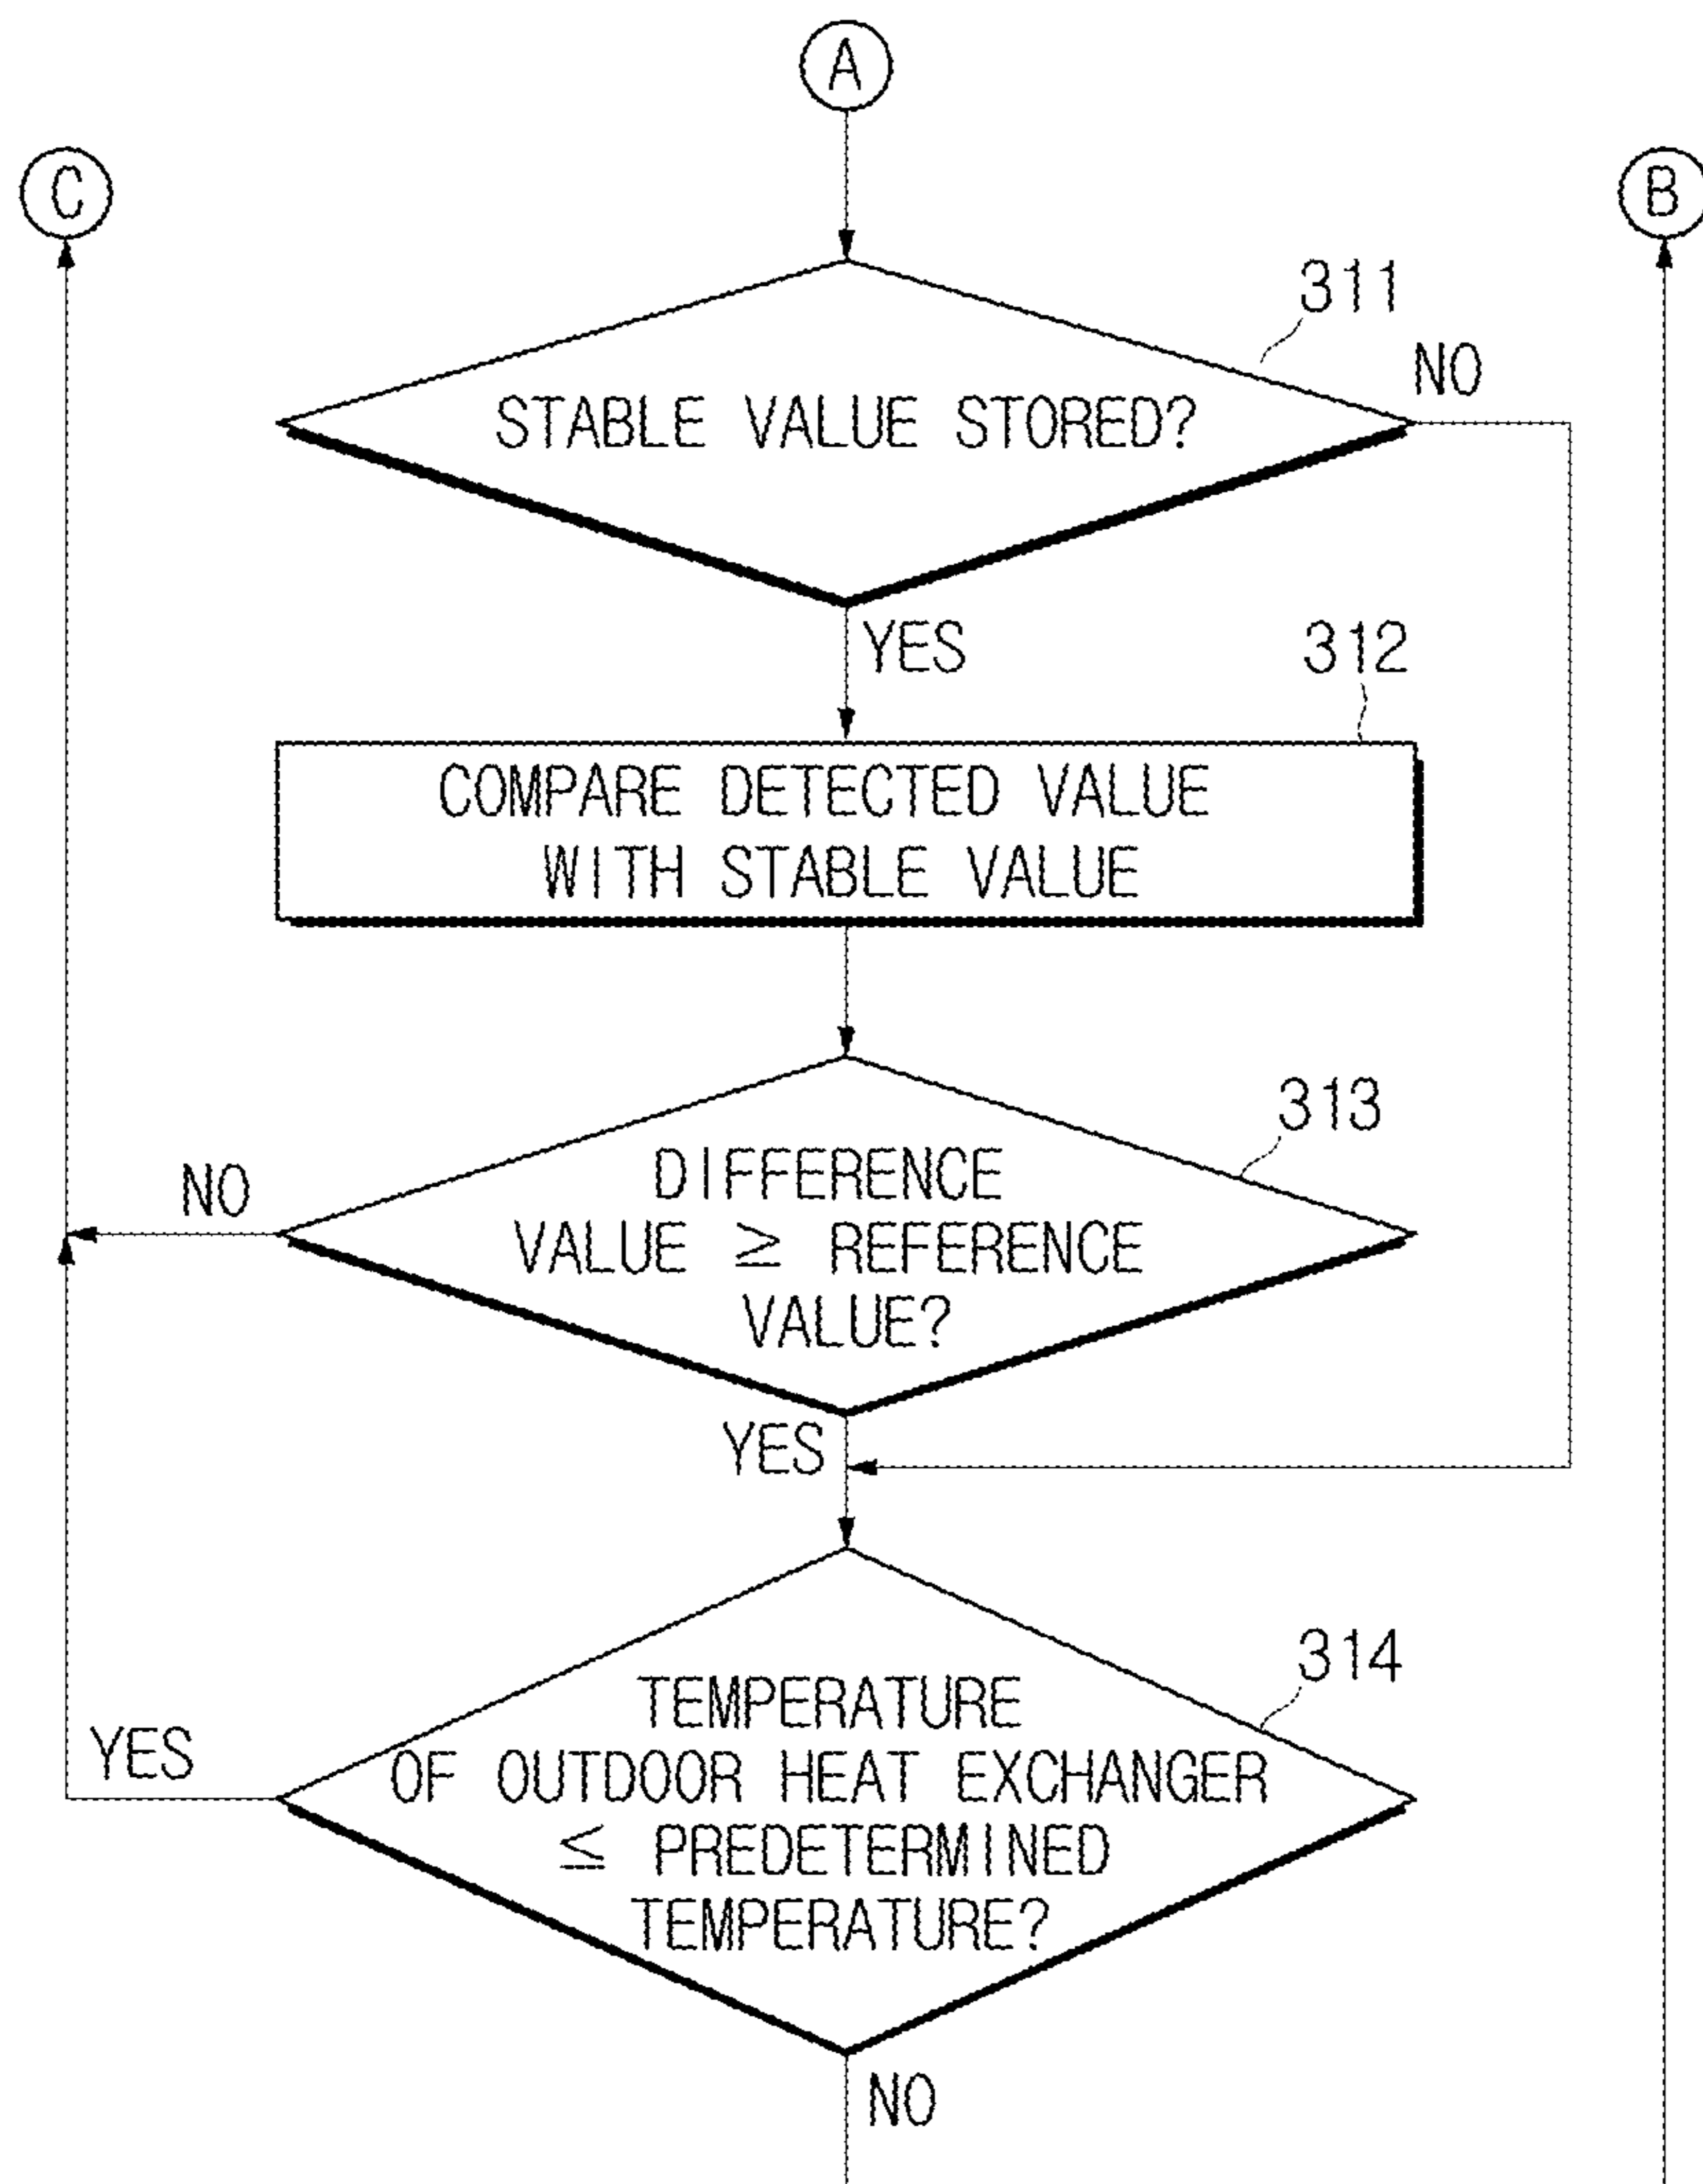 A
C
B
311
NO
STABLE VALUE STORED?
YES
312
COMPARE DETECTED VALUE
WITH STABLE VALUE
313
NO
DIFFERENCE
VALUE ≥ REFERENCE
VALUE?
YES
314
YES
TEMPERATURE
OF OUTDOOR HEAT EXCHANGER
≤ PREDETERMINED
TEMPERATURE?
NO